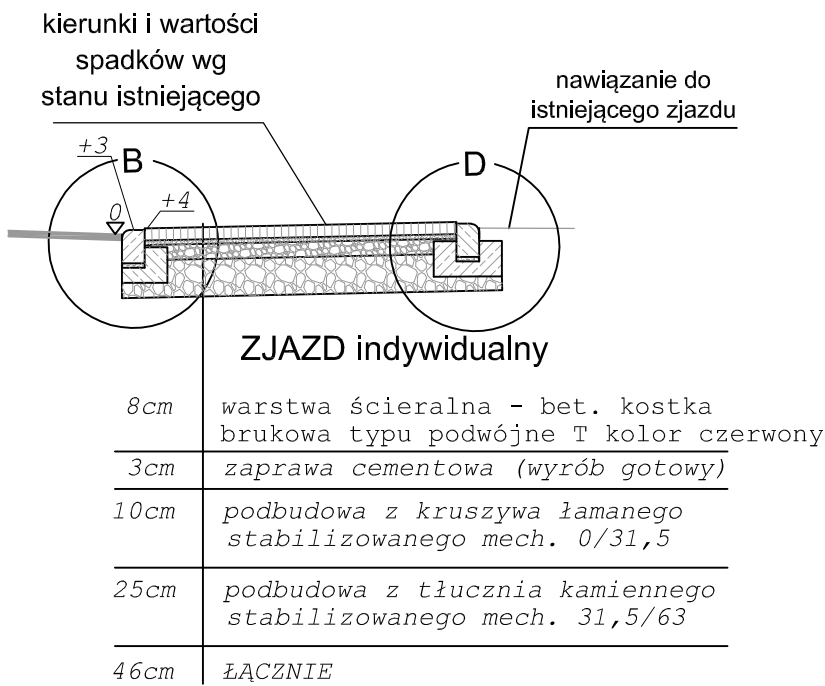 kierunki i wartości
spadków wg
stanu istniejącego
nawiązanie do
istniejącego zjazdu
+3
B
D
0
+4
ZJAZD indywidualny
8cm warstwa ścieralna - bet. kostka
brukowa typu podwójne T kolor czerwony
3cm zaprawa cementowa (wyrób gotowy)
10cm podbudowa z kruszywa łamanego
stabilizowanego mech. 0/31,5
25cm podbudowa z tłucznia kamiennego
stabilizowanego mech. 31,5/63
46cm ŁĄCZNIE